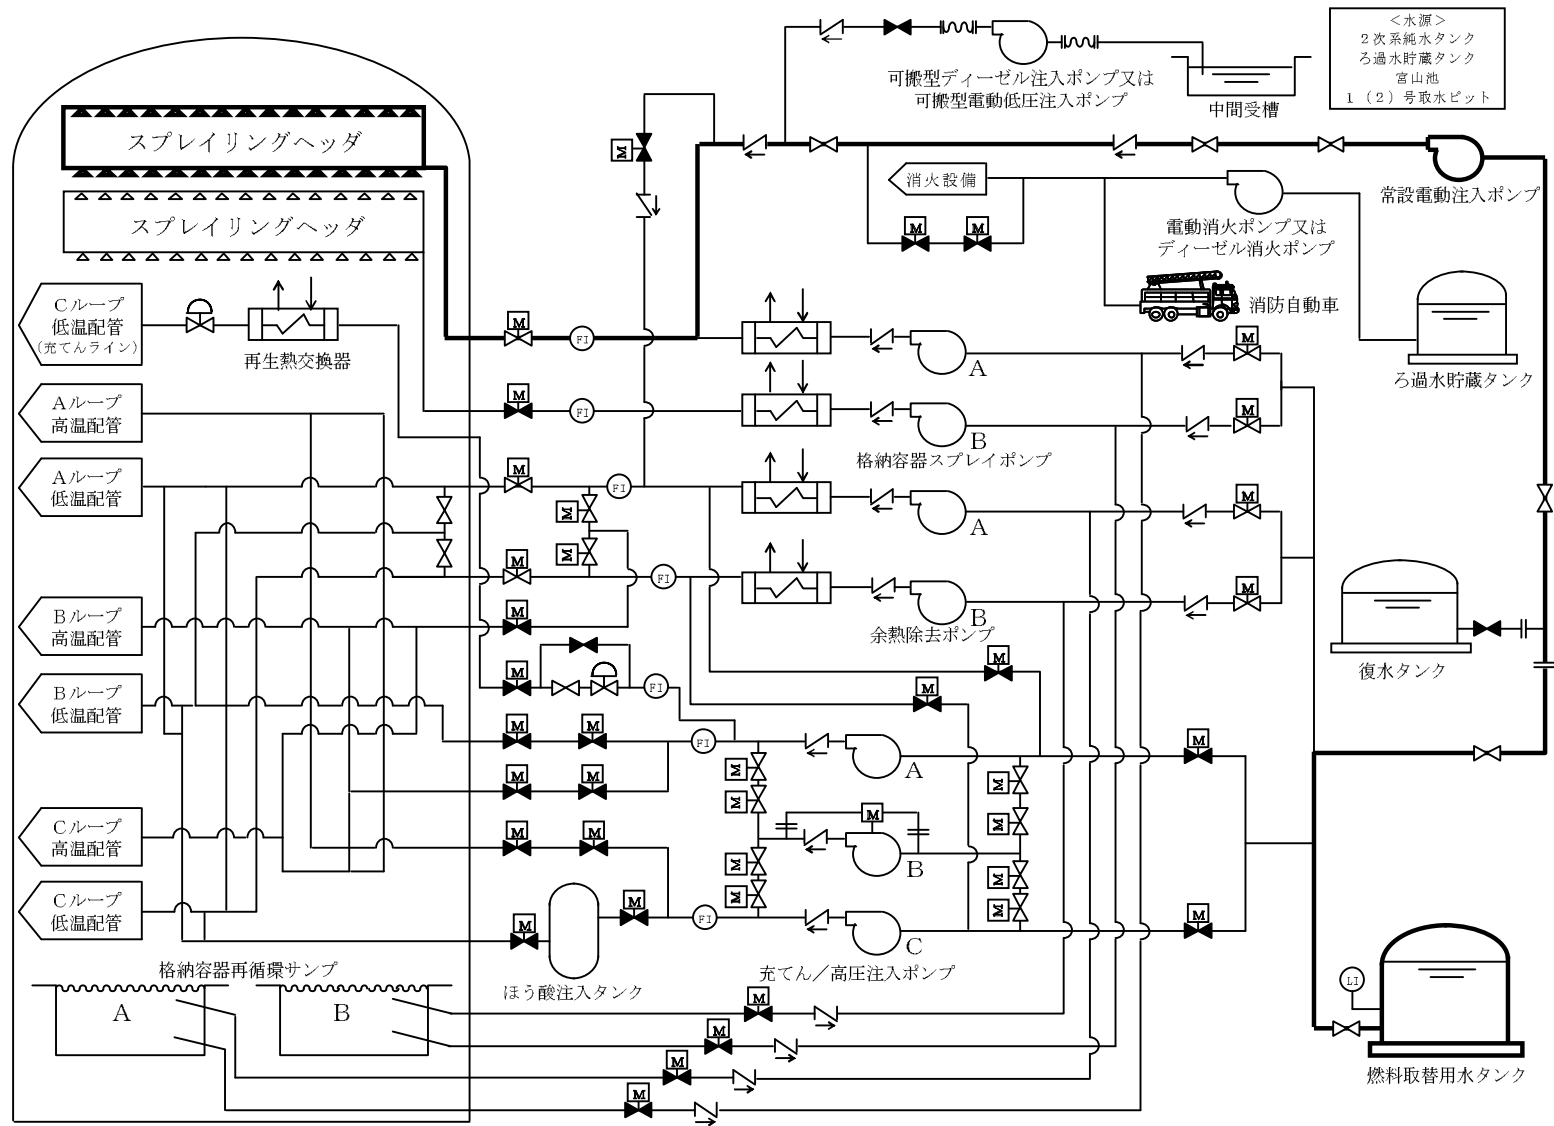 ＜水源＞
２次系純水タンク
ろ過水貯蔵タンク
宮山池
１（２）号取水ピット
可搬型ディーゼル注入ポンプ又は
可搬型電動低圧注入ポンプ
中間受槽
スプレイリングヘッダ
スプレイリングヘッダ
M
消火設備
常設電動注入ポンプ
M
M
電動消火ポンプ又は
ディーゼル消火ポンプ
消防自動車
ろ過水貯蔵タンク
Cループ
低温配管
(充てんライン)
再生熱交換器
M
FI
A
M
Aループ
高温配管
M
FI
B
M
格納容器スプレイポンプ
Aループ
低温配管
M
FI
M
M
A
M
M
FI
B
M
余熱除去ポンプ
Bループ
高温配管
M
復水タンク
M
FI
M
M
Bループ
低温配管
M
M
FI
A
M
M
M
M
M
M
M
M
Cループ
高温配管
M
M
M
B
M
M
M
M
Cループ
低温配管
M
M
FI
C
M
ほう酸注入タンク
充てん／高圧注入ポンプ
格納容器再循環サンプ
A
B
M
M
M
M
LI
燃料取替用水タンク